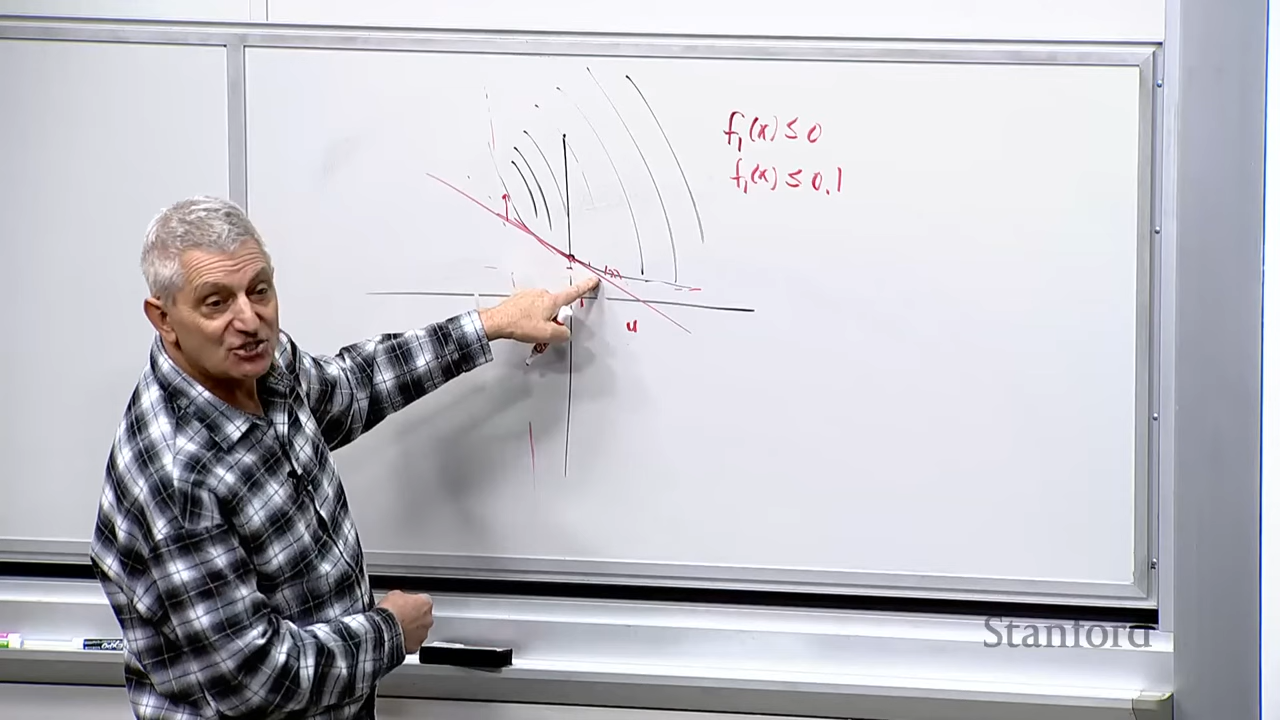 f₁(x) ≤ 0
f₁(x) ≤ 0.1
u
Stanford